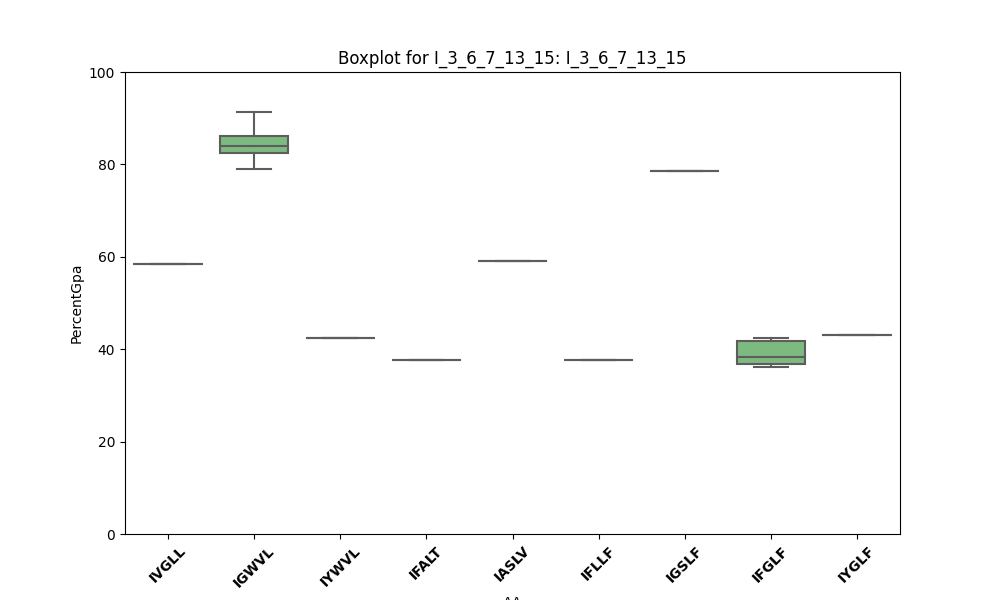 Boxplot for I_3_6_7_13_15: I_3_6_7_13_15
100
80
60
40
20
0
PercentGpa
IVGLL
IGWVL
IYWVL
IFALT
IASLV
IFLLF
IGSLF
IFGLF
IYGLF
AA